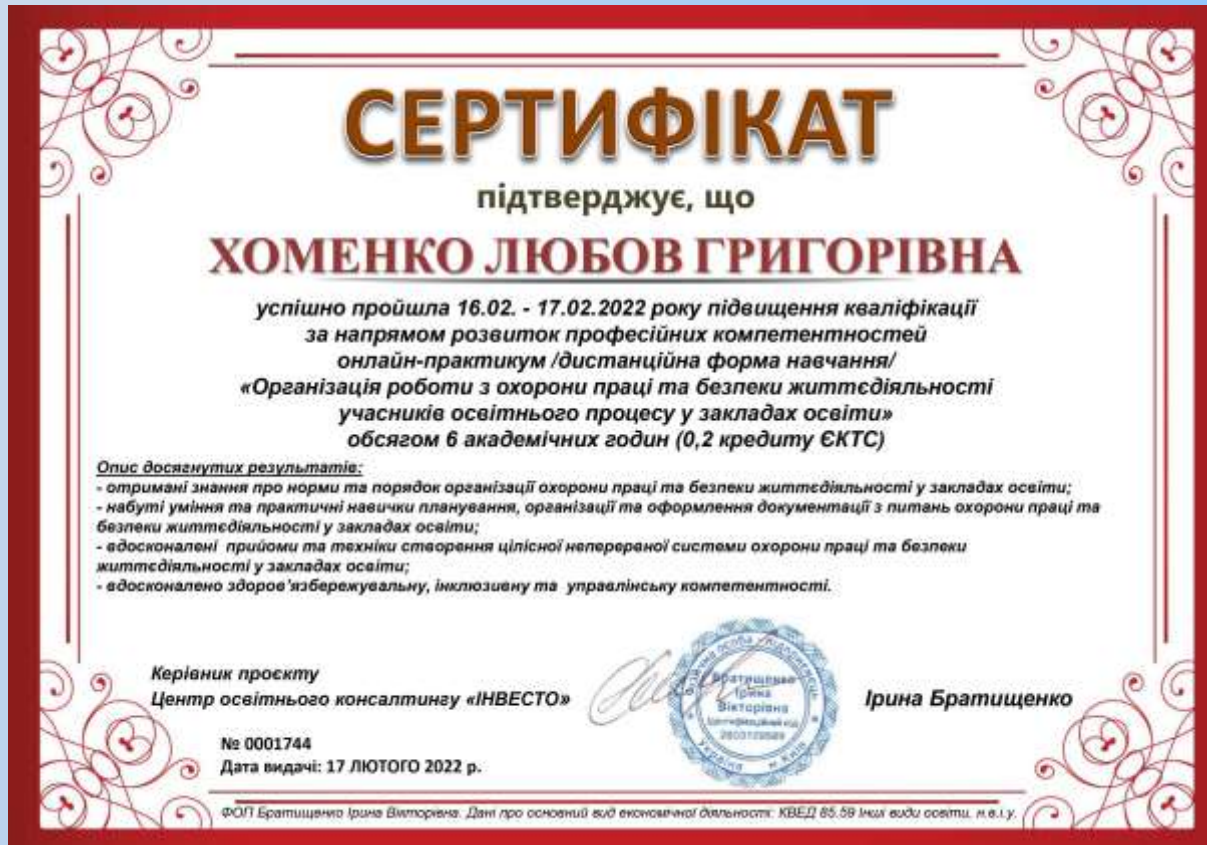 СЕРТИФІКАТ
підтверджує, що
ХОМЕНКО ЛЮБОВ ГРИГОРІВНА
успішно пройшла 16.02. - 17.02.2022 року підвищення кваліфікації
за напрямом розвиток професійних компетентностей
онлайн-практикум /дистанційна форма навчання/
«Організація роботи з охорони праці та безпеки життєдіяльності
учасників освітнього процесу у закладах освіти»
обсягом 6 академічних годин (0,2 кредиту ЄКТС)
Опис досягнутих результатів:
- отримані знання про норми та порядок організації охорони праці та безпеки життєдіяльності у закладах освіти;
- набуті уміння та практичні навички планування, організації та оформлення документації з питань охорони праці та
безпеки життєдіяльності у закладах освіти;
- вдосконалені прийоми та техніки створення цілісної неперервної системи охорони праці та безпеки
життєдіяльності у закладах освіти;
- вдосконалено здоров'язбережувальну, інклюзивну та управлінську компетентності.
Керівник проєкту
Центр освітнього консалтингу «ІНВЕСТО»
Фізична особа - підприємець
Братищенко
Ірина
Вікторівна
Ідентифікаційний код
Україна м. Київ
Ірина Братищенко
№ 0001744
Дата видачі: 17 ЛЮТОГО 2022 р.
ФОП Братищенко Ірина Вікторівна. Дані про основний вид економічної діяльності: КВЕД 85.59 Інші види освіти, н.в.і.у.